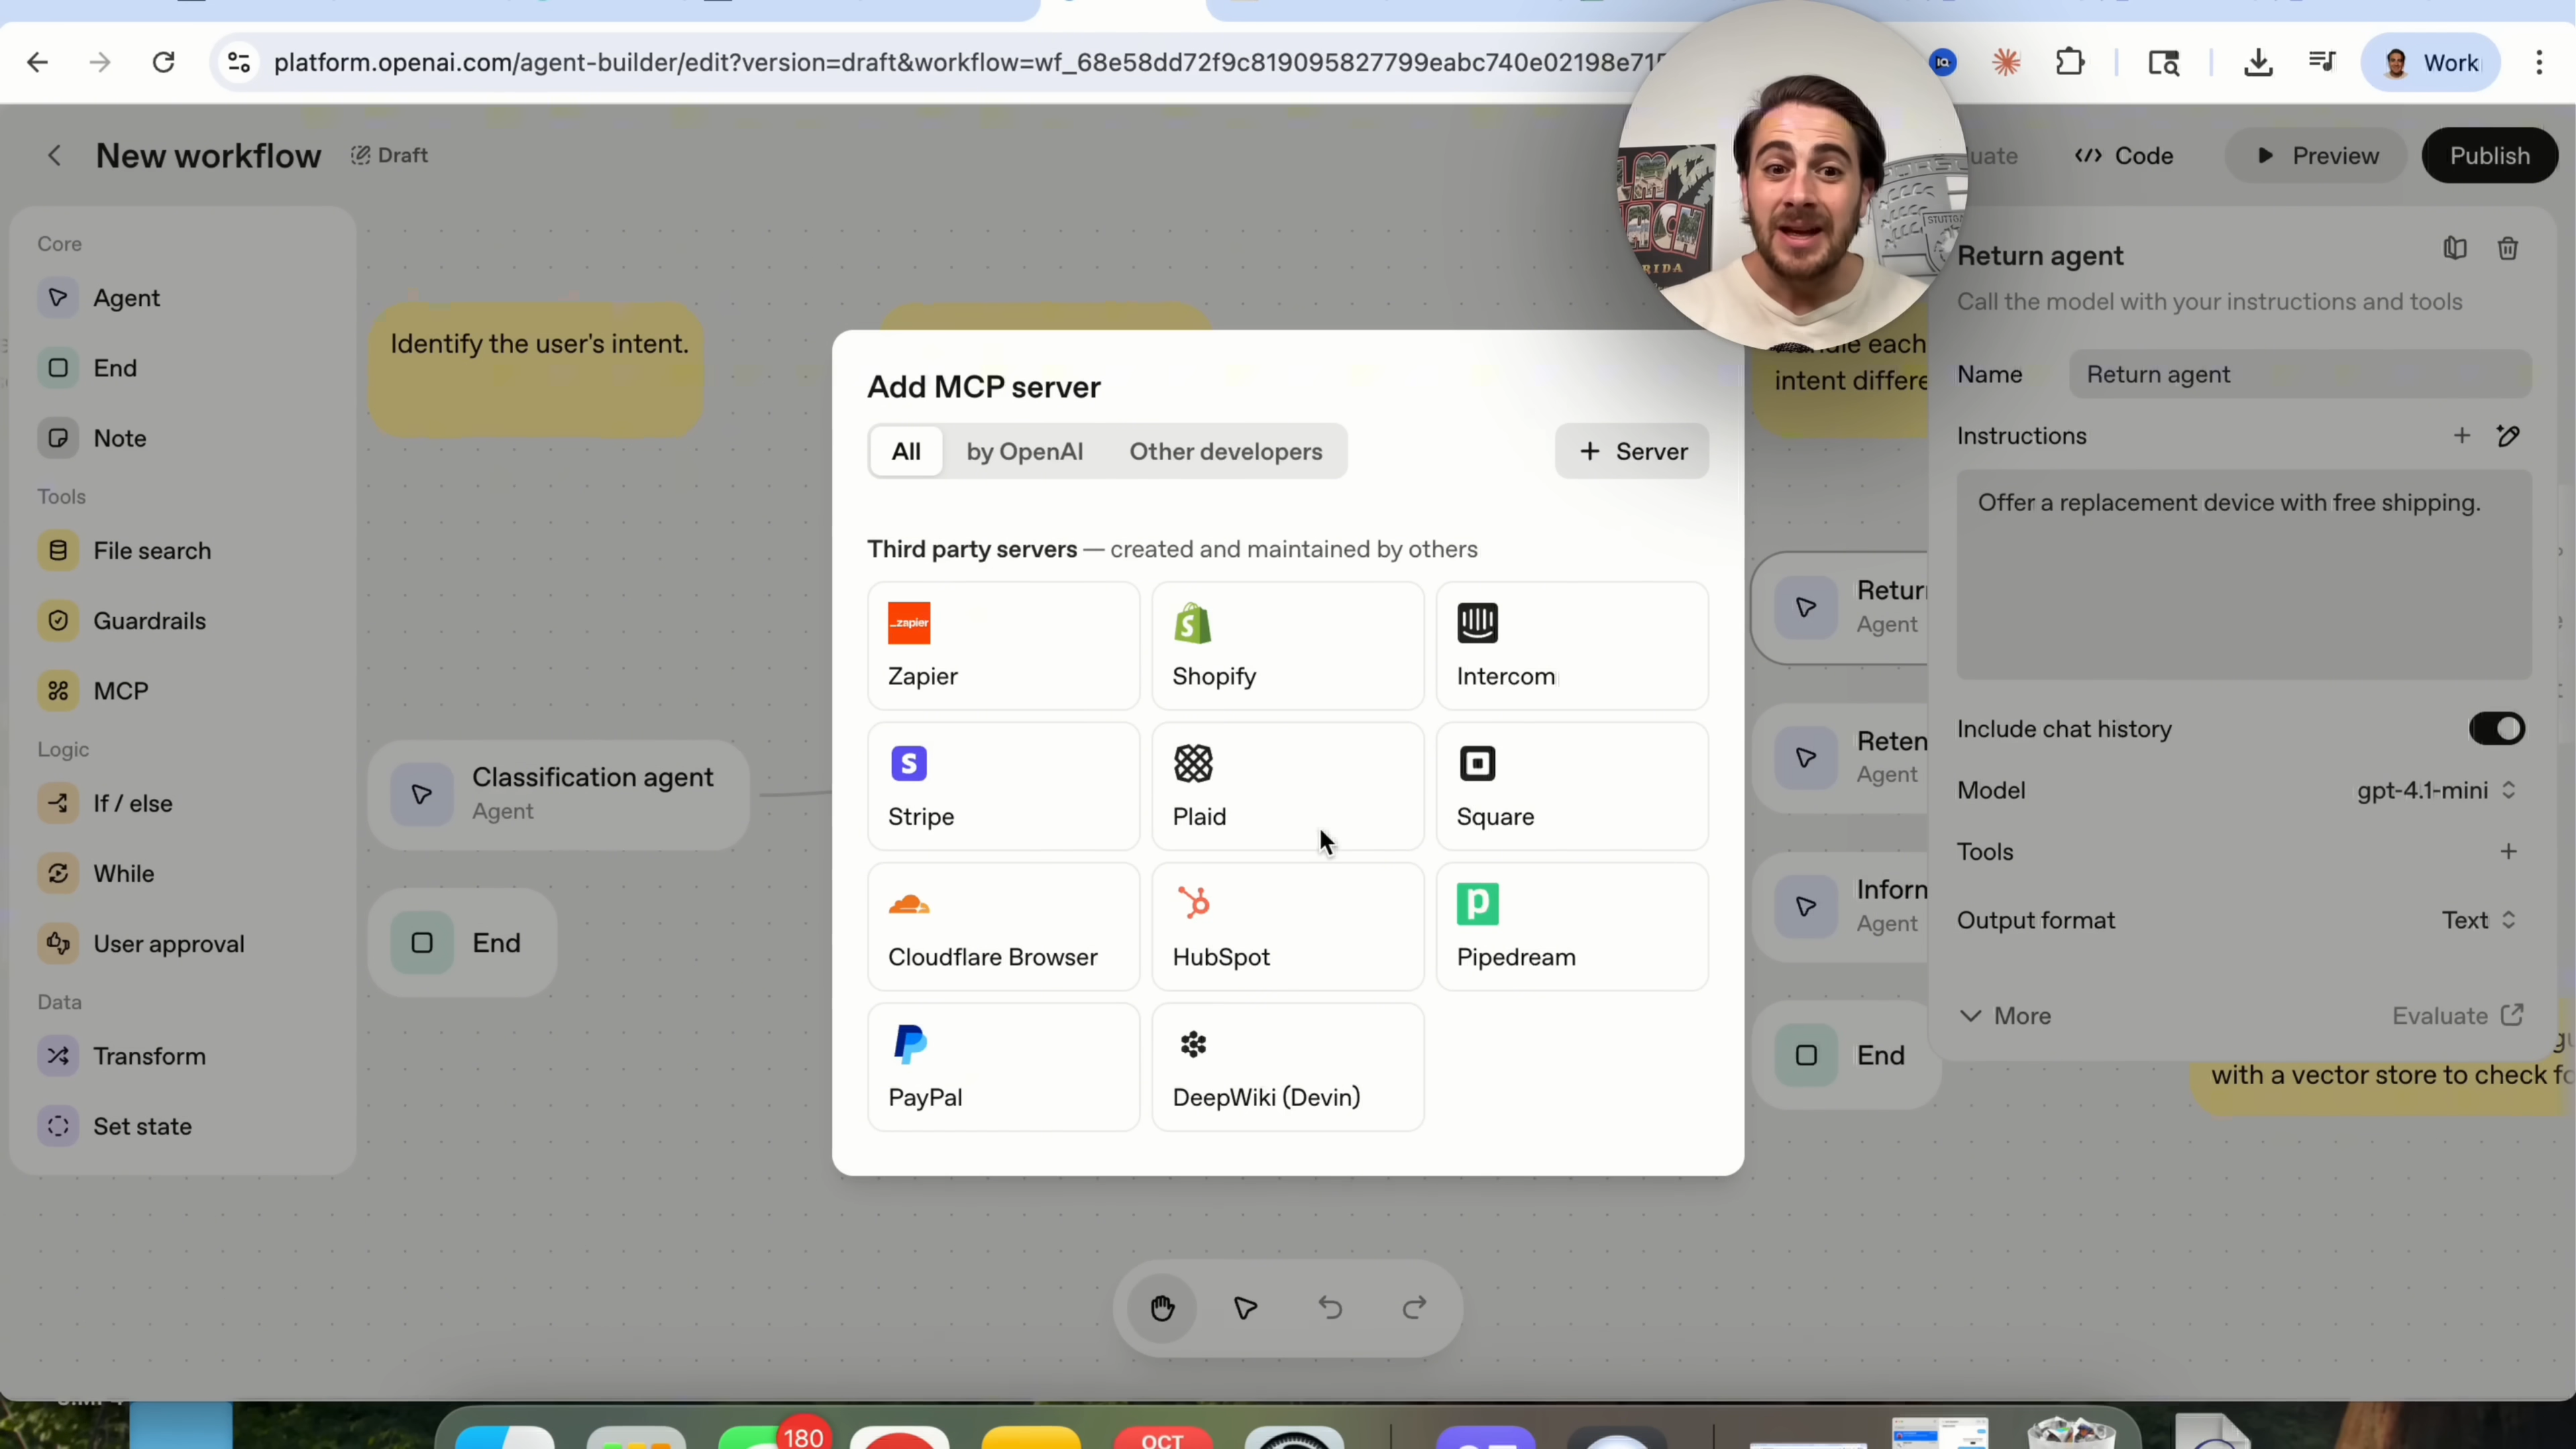 platform.openai.com/agent-builder/edit?version=draft&workflow=wf_68e58dd72f9c819095827799eabc740e02198e71
Work
New workflow
Draft
Code
Preview
Publish
Core
Agent
End
Note
Tools
File search
Guardrails
MCP
Logic
If / else
While
User approval
Data
Transform
Set state
Identify the user's intent.
Classification agent
Agent
End
Add MCP server
All
by OpenAI
Other developers
+ Server
Third party servers — created and maintained by others
Zapier
Shopify
Intercom
Stripe
Plaid
Square
Cloudflare Browser
HubSpot
Pipedream
PayPal
DeepWiki (Devin)
each
intent differe
Retur
Agent
Reten
Agent
Inform
Agent
End
Return agent
Call the model with your instructions and tools
Name
Return agent
Instructions
Offer a replacement device with free shipping.
Include chat history
Model
gpt-4.1-mini
Tools
Output format
Text
More
Evaluate
with a vector store to check fo
180
OCT